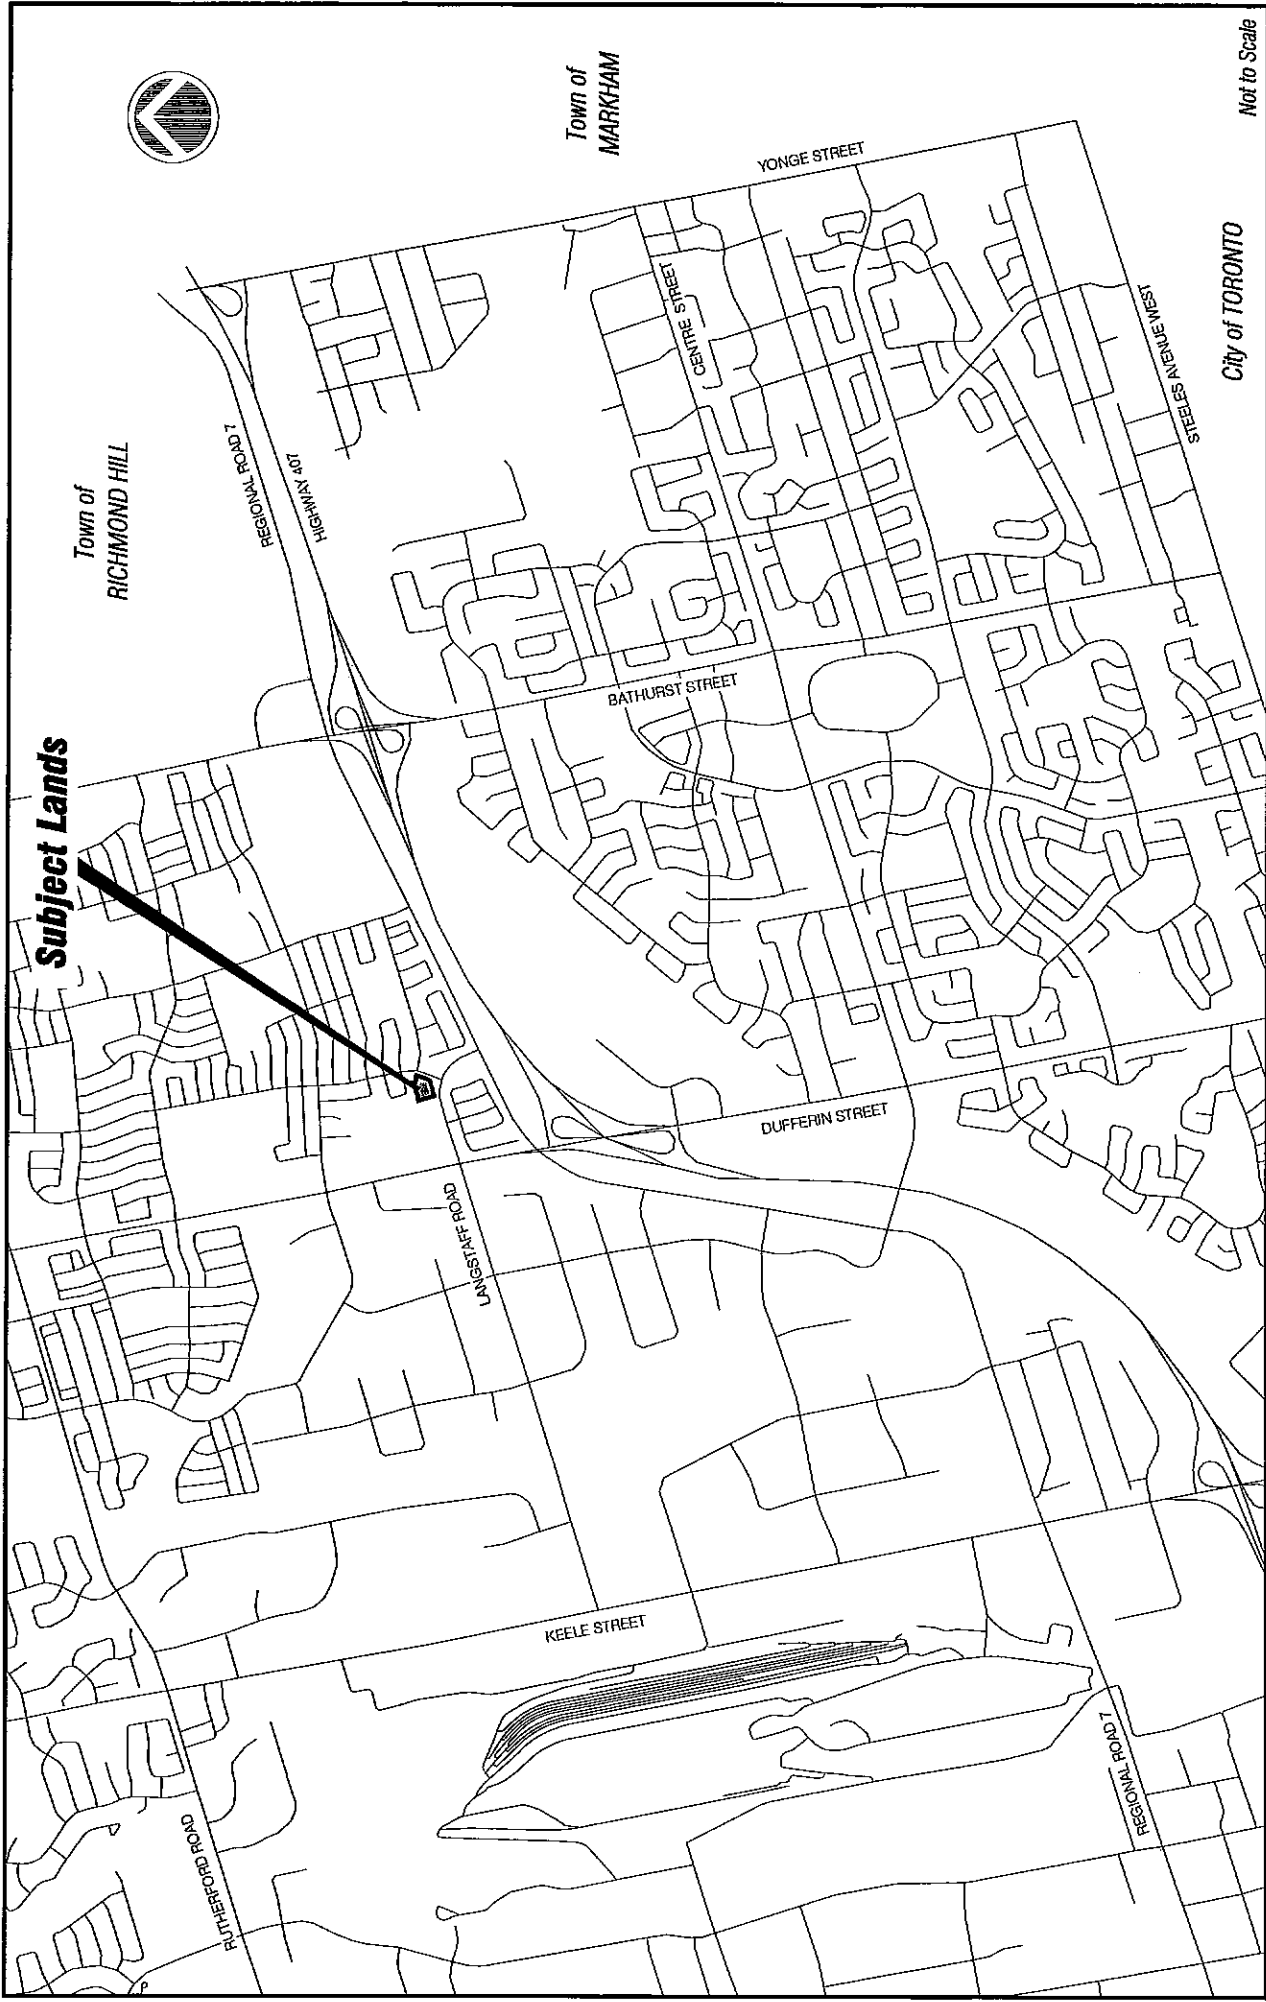 Subject Lands
Town of
RICHMOND HILL
Town of
MARKHAM
REGIONAL ROAD 7
HIGHWAY 407
YONGE STREET
CENTRE STREET
STEELES AVENUE WEST
City of TORONTO
Not to Scale
BATHURST STREET
DUFFERIN STREET
LANGSTAFF ROAD
KEELE STREET
RUTHERFORD ROAD
REGIONAL ROAD 7